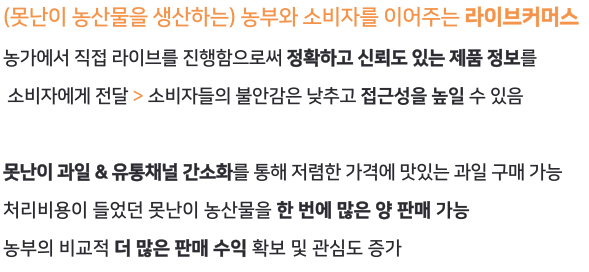 (못난이 농산물을 생산하는) 농부와 소비자를 이어주는 라이브커머스
농가에서 직접 라이브를 진행함으로써 정확하고 신뢰도 있는 제품 정보를
소비자에게 전달 > 소비자들의 불안감은 낮추고 접근성을 높일 수 있음
못난이 과일 & 유통채널 간소화를 통해 저렴한 가격에 맛있는 과일 구매 가능
처리비용이 들었던 못난이 농산물을 한 번에 많은 양 판매 가능
농부의 비교적 더 많은 판매 수익 확보 및 관심도 증가